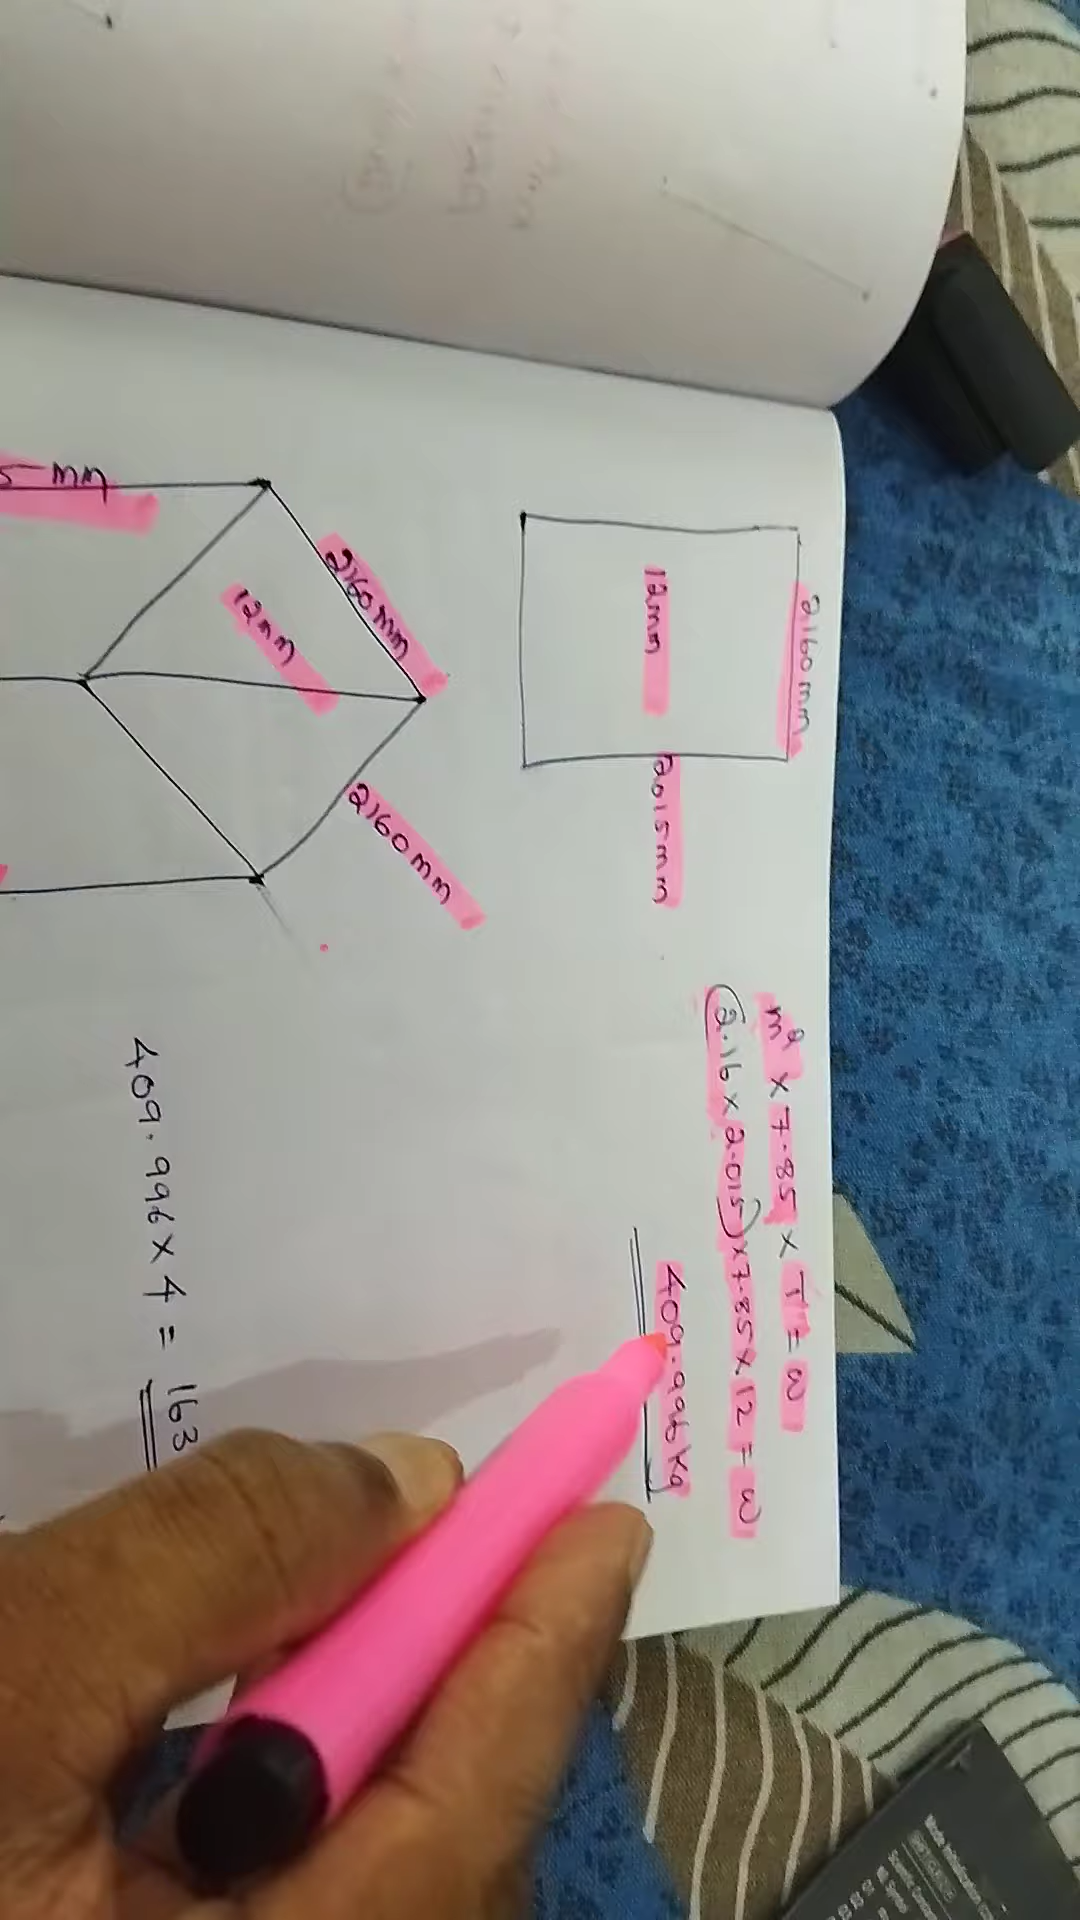 2160mm
12mm
2015mm
m² x 7.85 x T = W
(2.16 x 2.015) x 7.85 x 12 = W
409.996 kg
2160mm
12mm
2160mm
5 mm
409.996 x 4 = 163